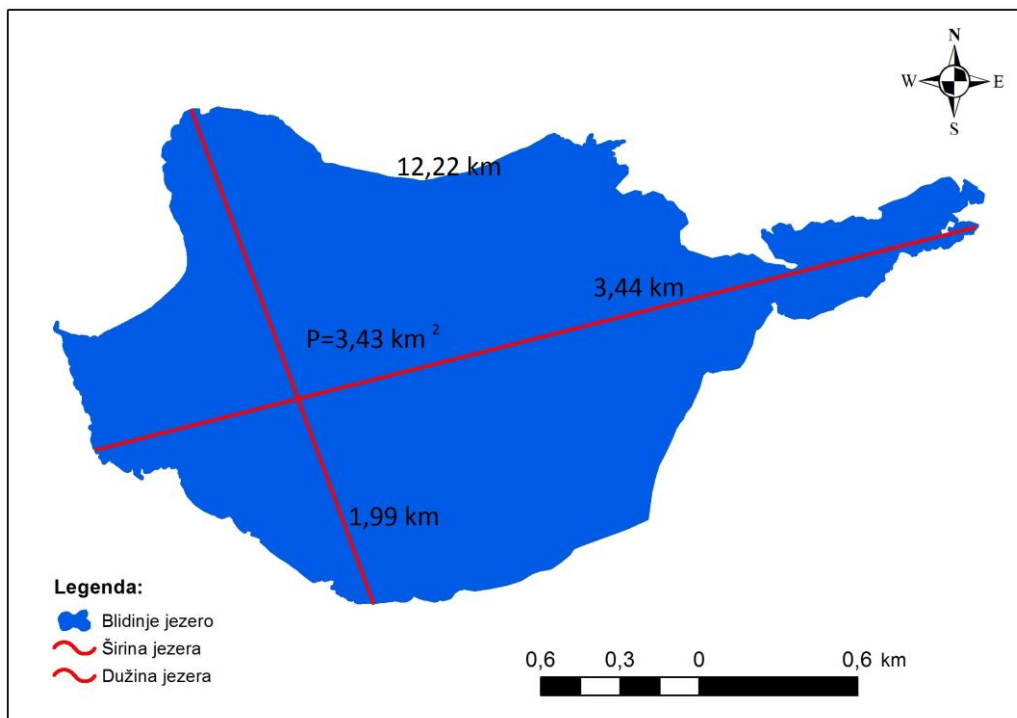 N
W E
S
12,22 km
3,44 km
P=3,43 km ²
1,99 km
Legenda:
Blidinje jezero
Širina jezera
Dužina jezera
0,6 0,3 0 0,6 km